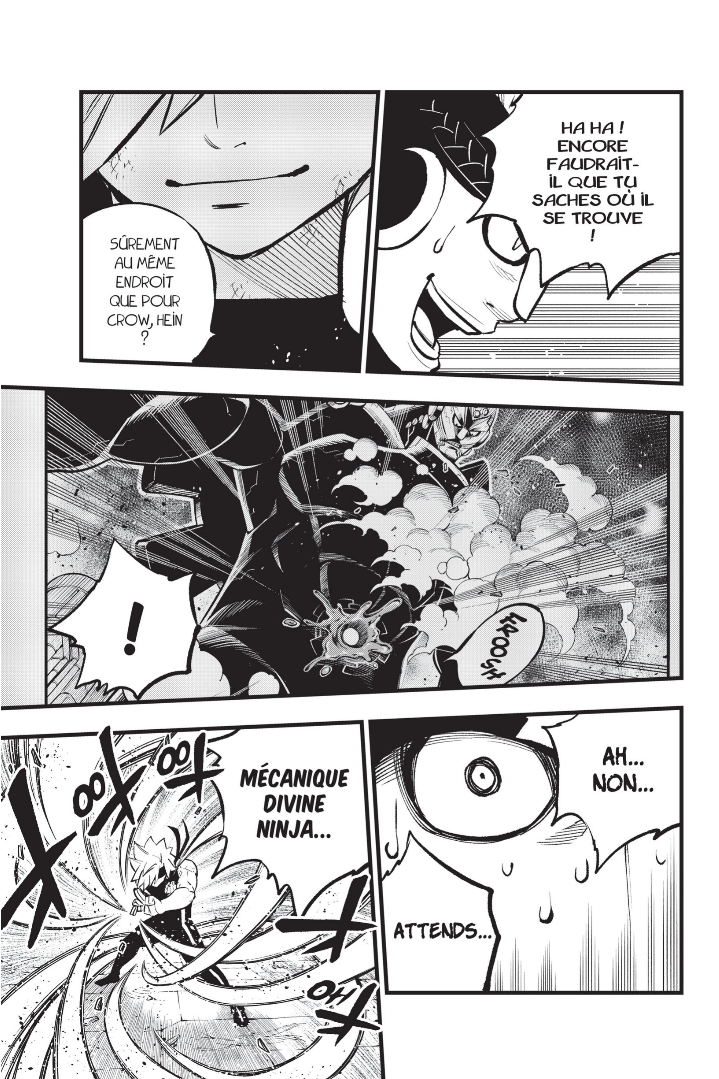 HA HA !
ENCORE
FAUDRAIT-
IL QUE TU
SACHES OÙ IL
SE TROUVE
!
SÛREMENT
AU MÊME
ENDROIT
QUE POUR
CROW, HEIN
?
!
AH...
NON...
ATTENDS...
MÉCANIQUE
DIVINE
NINJA...